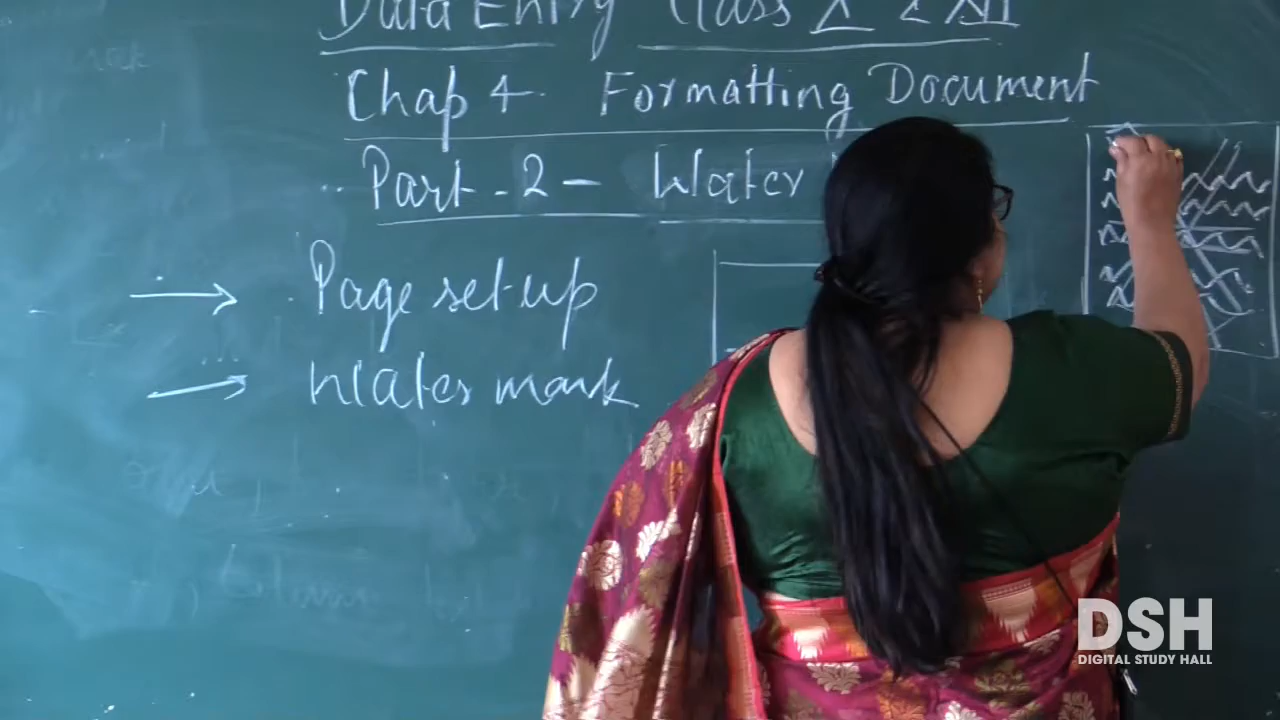 Data Entry Class X & XII
Chap 4 Formatting Document
Part - 2 - Water
→ Page set-up
→ Water mark
DSH
DIGITAL STUDY HALL